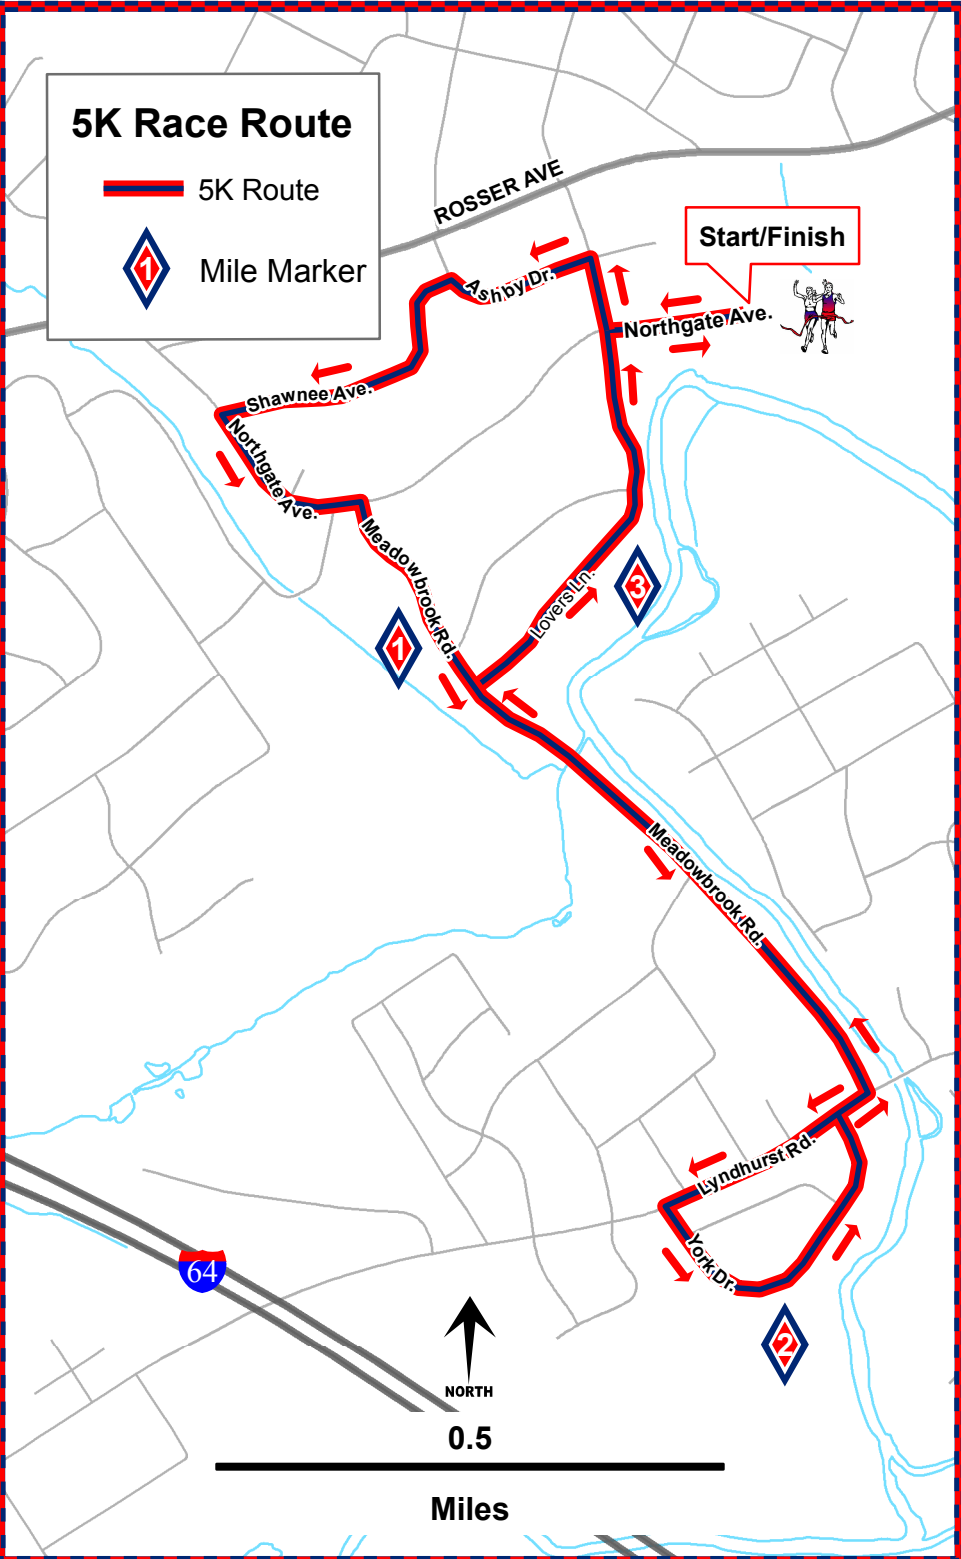 5K Race Route
5K Route
1
Mile Marker
ROSSER AVE
Start/Finish
Ashby Dr.
Northgate Ave.
Shawnee Ave.
Northgate Ave.
Meadowbrook Rd.
Lovers Ln.
3
1
Meadowbrook Rd.
Lyndhurst Rd.
York Dr.
64
2
NORTH
0.5
Miles